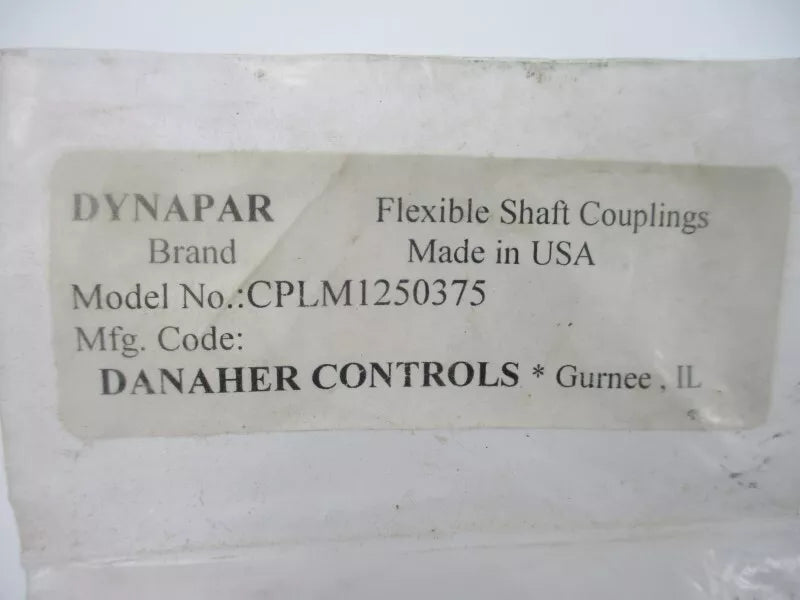 DYNAPAR Flexible Shaft Couplings
Brand Made in USA
Model No.:CPLM1250375
Mfg. Code:
DANAHER CONTROLS * Gurnee , IL